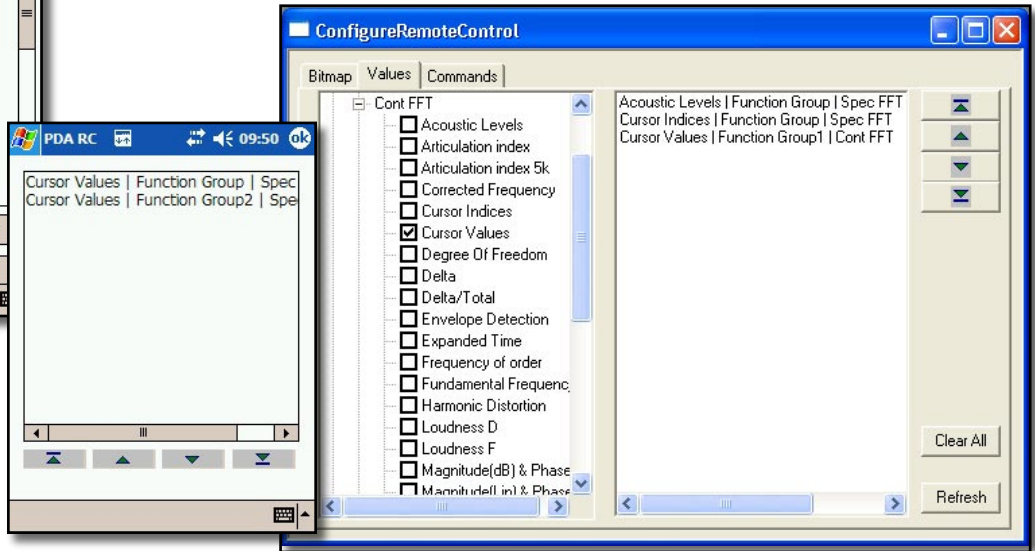 ConfigureRemoteControl
Bitmap Values Commands
Cont FFT
Acoustic Levels
Articulation index
Articulation index 5k
Corrected Frequency
Cursor Indices
Cursor Values
Degree Of Freedom
Delta
Delta/Total
Envelope Detection
Expanded Time
Frequency of order
Fundamental Frequenc
Harmonic Distortion
Loudness D
Loudness F
Magnitude(dB) & Phase
Magnitude(Lin) & Phase
Acoustic Levels | Function Group | Spec FFT
Cursor Indices | Function Group | Spec FFT
Cursor Values | Function Group1 | Cont FFT
Clear All
Refresh
PDA RC 09:50 ok
Cursor Values | Function Group | Spec
Cursor Values | Function Group2 | Spe